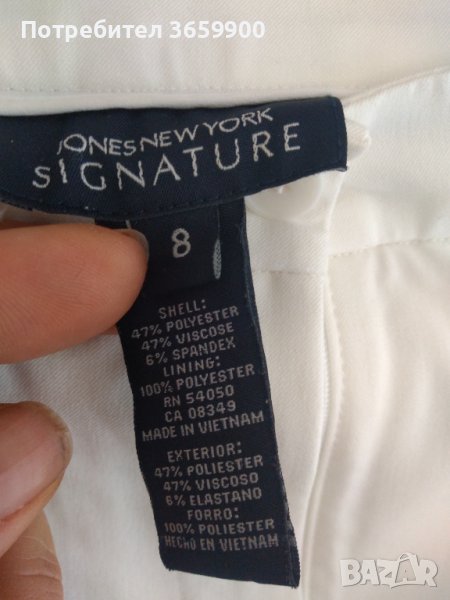 Потребител 3659900
JONES NEW YORK
SIGNATURE
8
SHELL:
47% POLYESTER
47% VISCOSE
6% SPANDEX
LINING:
100% POLYESTER
RN 54050
CA 08349
MADE IN VIETNAM
EXTERIOR:
47% POLIESTER
47% VISCOSO
6% ELASTANO
FORRO:
100% POLIESTER
HECHO EN VIETNAM
BAZAR